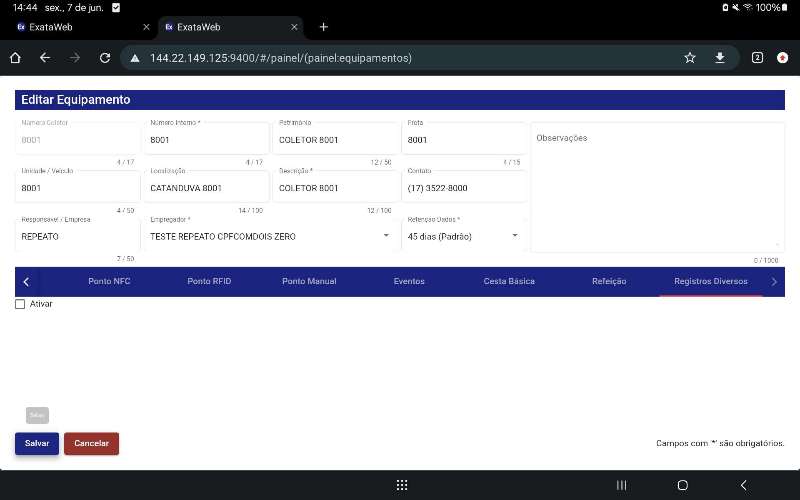 14:44 sex., 7 de jun. 100%
Ex ExataWeb Ex ExataWeb
144.22.149.125:9400/#/painel/(painel:equipamentos) 2
Editar Equipamento
Número Coletor Número Interno * Patrimônio Frota
8001 8001 COLETOR 8001 8001 Observações
4 / 17 4 / 17 12 / 50 4 / 15
Unidade / Veículo Localização Descrição * Contato
8001 CATANDUVA 8001 COLETOR 8001 (17) 3522-8000
4 / 50 14 / 100 12 / 100
Responsável / Empresa Empregador * Retenção Dados *
REPEATO TESTE REPEATO CPFCOMDOIS ZERO 45 dias (Padrão)
7 / 50 0 / 1000
Ponto NFC Ponto RFID Ponto Manual Eventos Cesta Básica Refeição Registros Diversos
Ativar
Salvar
Salvar Cancelar Campos com '*' são obrigatórios.